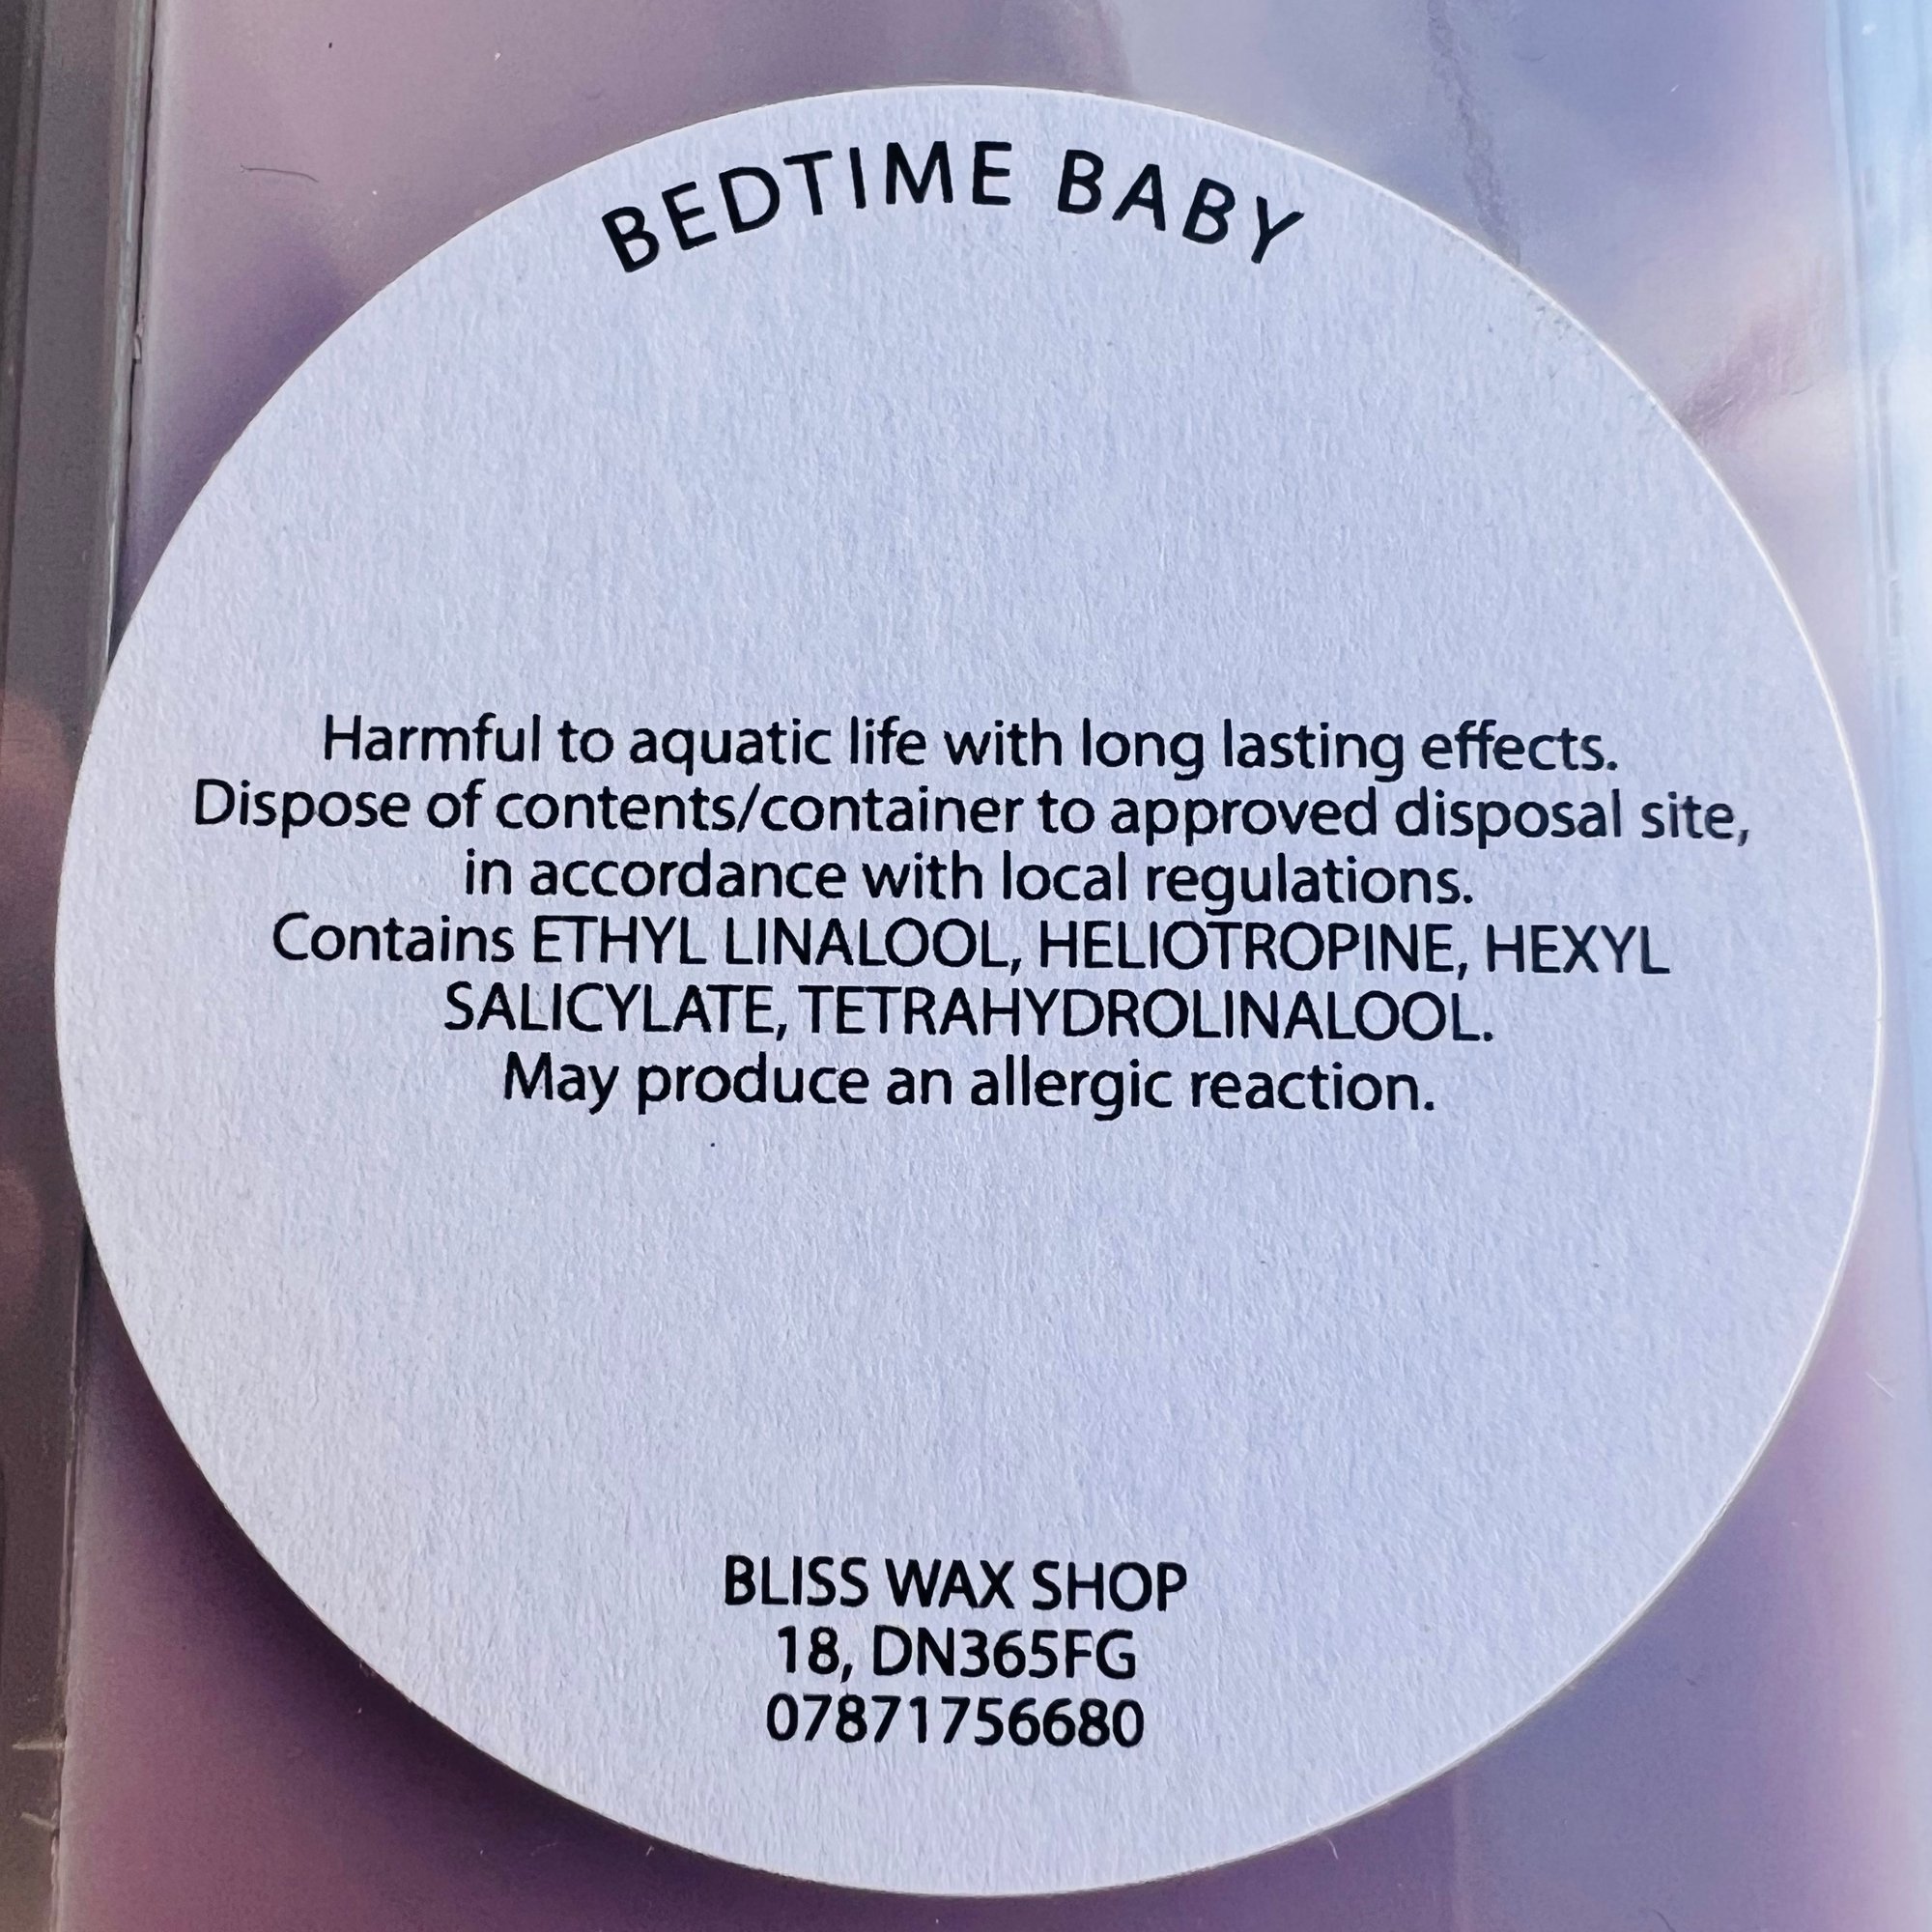 BEDTIME BABY
Harmful to aquatic life with long lasting effects.
Dispose of contents/container to approved disposal site,
in accordance with local regulations.
Contains ETHYL LINALOOL, HELIOTROPINE, HEXYL
SALICYLATE, TETRAHYDROLINALOOL.
May produce an allergic reaction.
BLISS WAX SHOP
18, DN365FG
07871756680